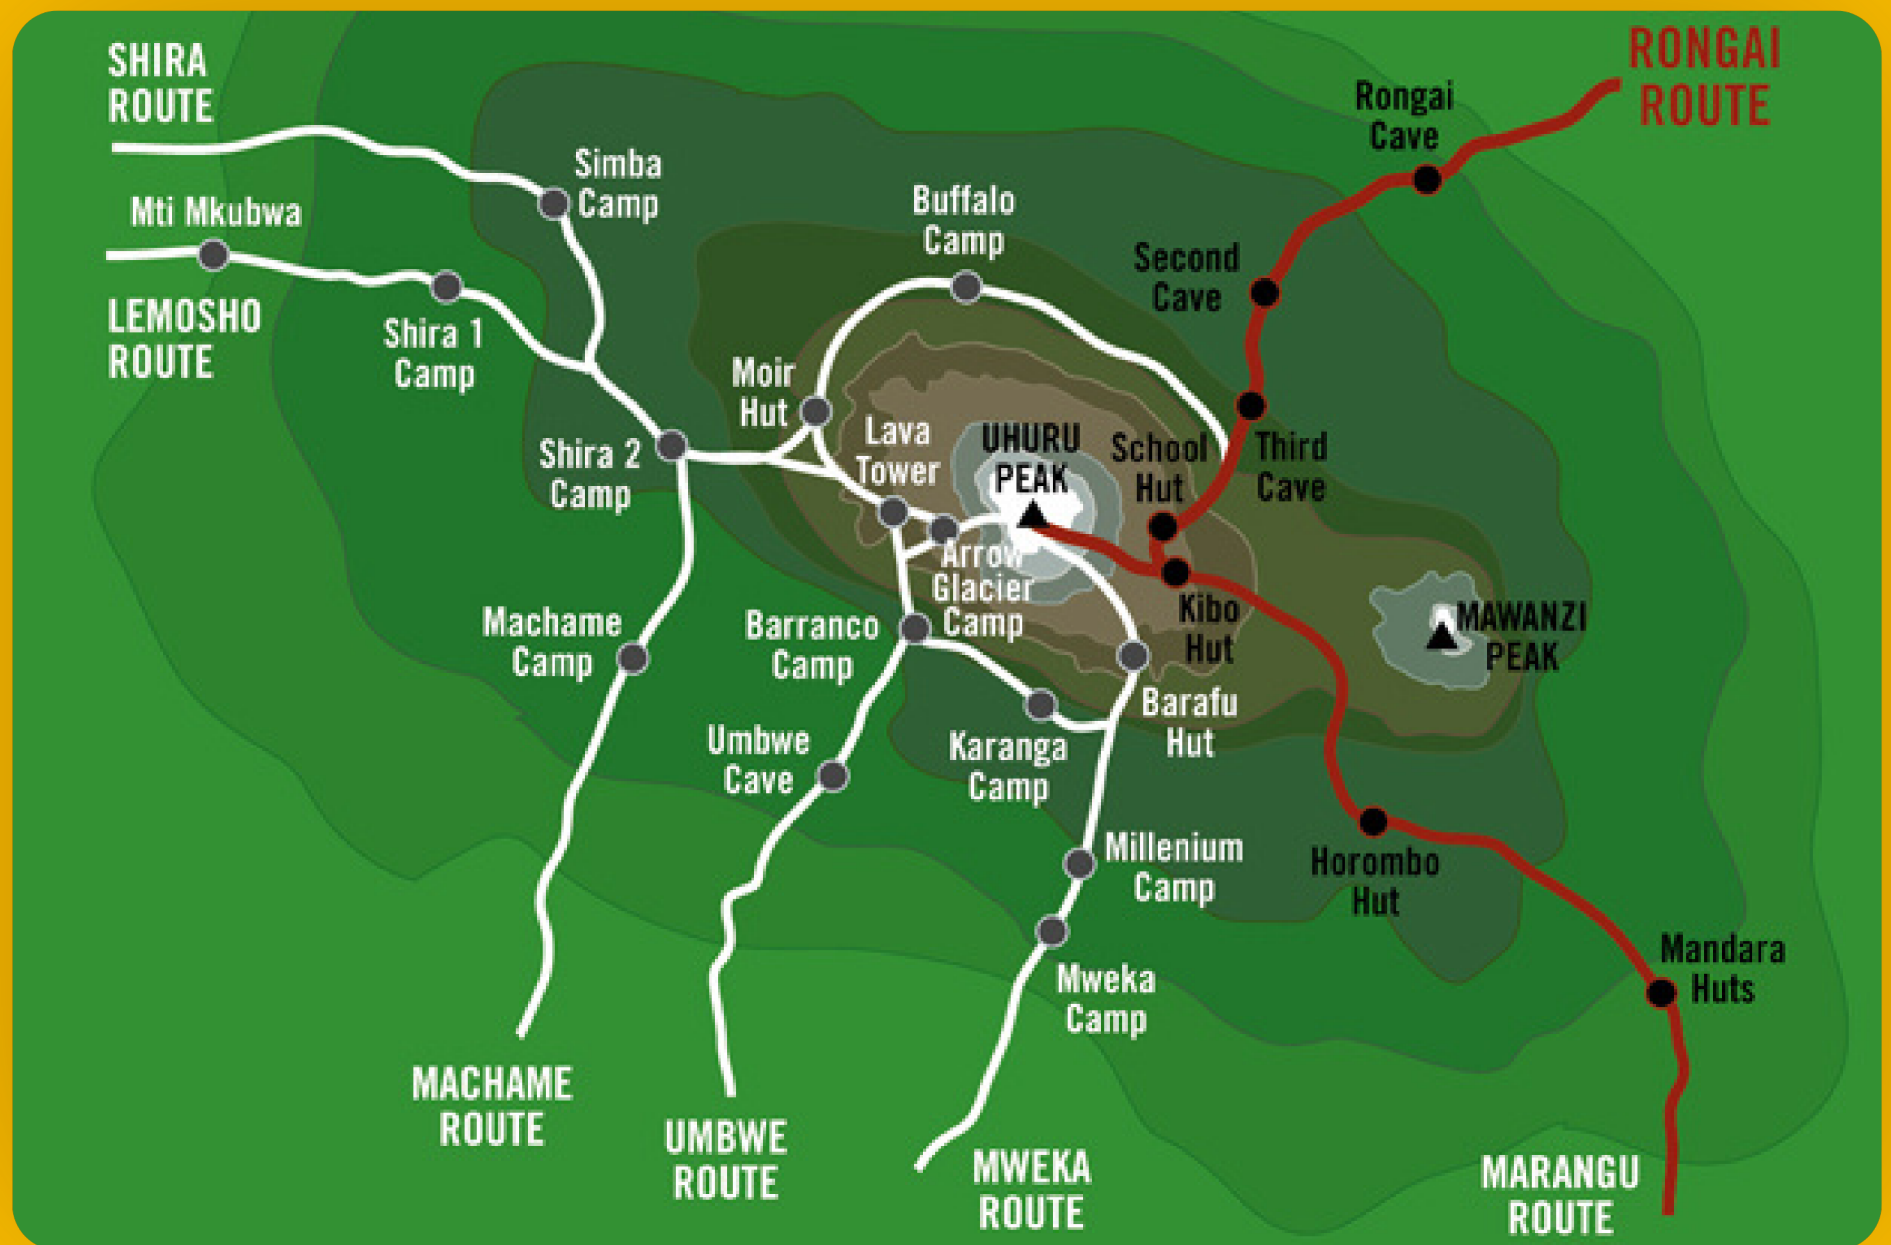 SHIRA
ROUTE
RONGAI
ROUTE
Rongai
Cave
Simba
Camp
Mti Mkubwa
Buffalo
Camp
Second
Cave
LEMOSHO
ROUTE
Shira 1
Camp
Moir
Hut
Lava
Tower
UHURU
PEAK
School
Hut
Third
Cave
Shira 2
Camp
Arrow
Glacier
Camp
Machame
Camp
Barranco
Camp
Kibo
Hut
MAWANZI
PEAK
Barafu
Hut
Umbwe
Cave
Karanga
Camp
Millenium
Camp
Horombo
Hut
Mandara
Huts
Mweka
Camp
MACHAME
ROUTE
UMBWE
ROUTE
MWEKA
ROUTE
MARANGU
ROUTE